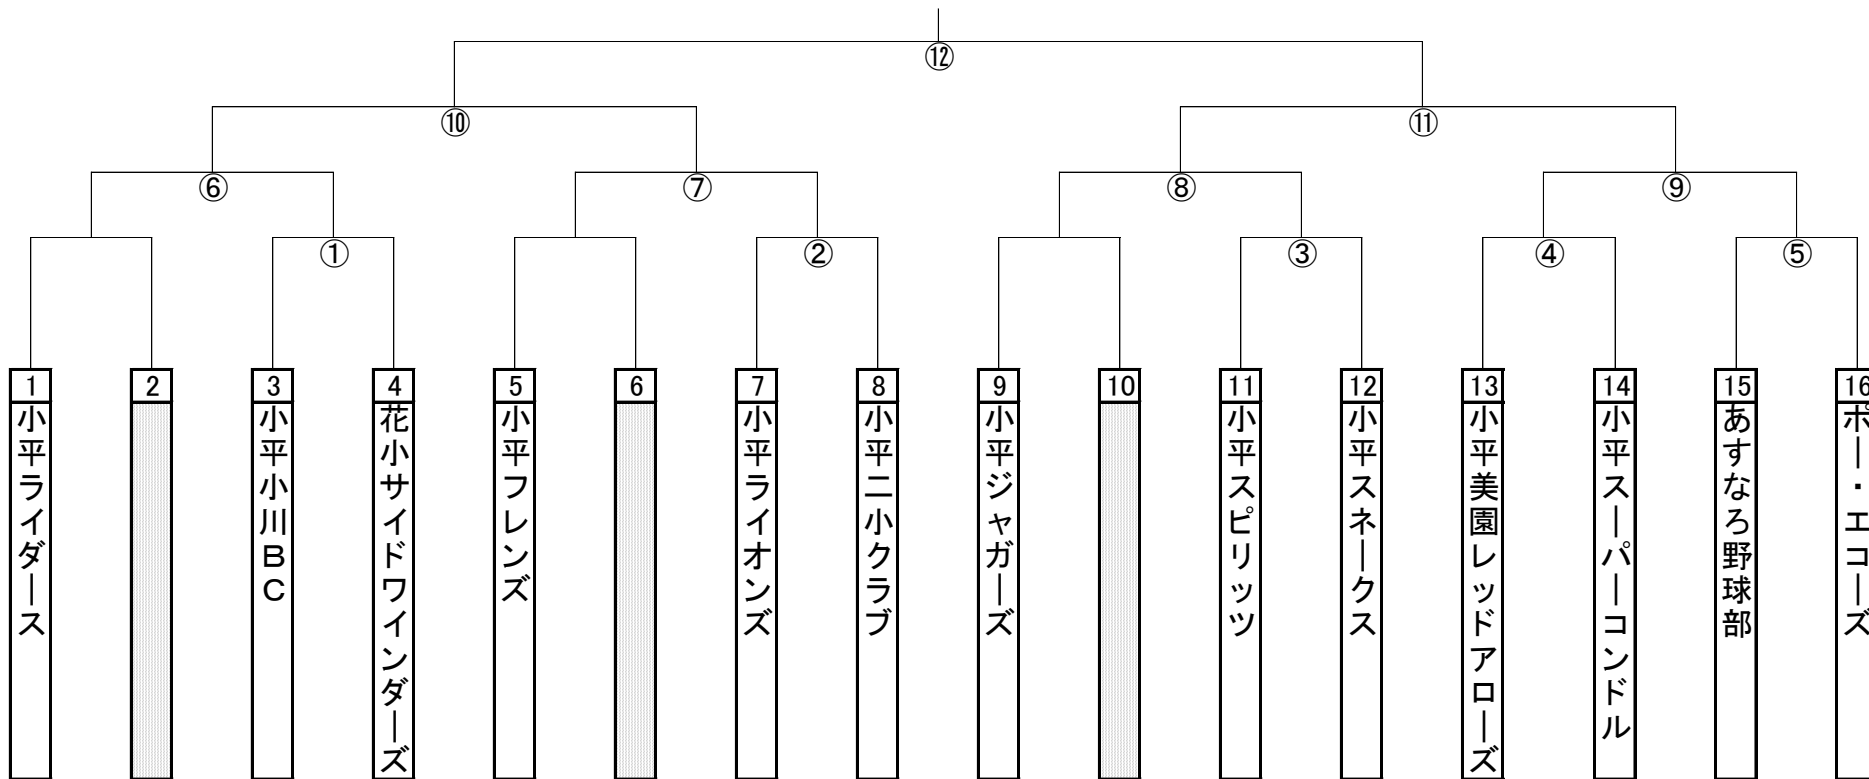 ⑫
⑩
⑪
⑥
⑦
⑧
⑨
①
②
③
④
⑤
1
小平ライダース
2
3
小平小川BC
4
花小サイドワインダーズ
5
小平フレンズ
6
7
小平ライオンズ
8
小平二小クラブ
9
小平ジャガーズ
10
11
小平スピリッツ
12
小平スネークス
13
小平美園レッドアローズ
14
小平スーパーコンドル
15
あすなろ野球部
16
ポー・エコーズ